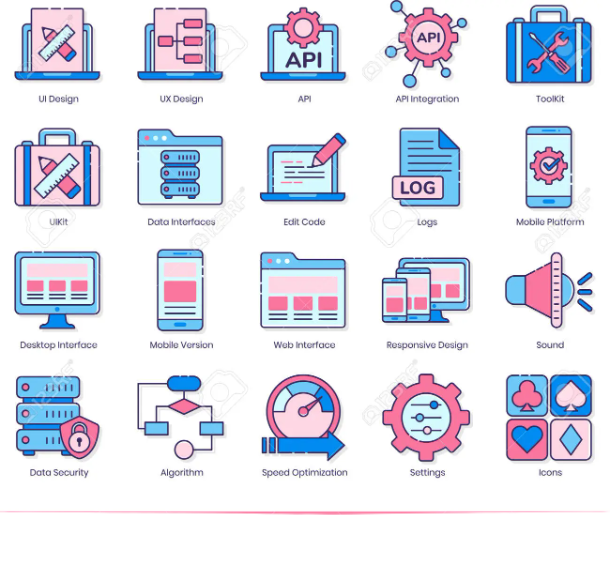 API
API
UI Design
UX Design
API
API Integration
ToolKit
LOG
UIKit
Data Interfaces
Edit Code
Logs
Mobile Platform
Desktop Interface
Mobile Version
Web Interface
Responsive Design
Sound
Data Security
Algorithm
Speed Optimization
Settings
Icons